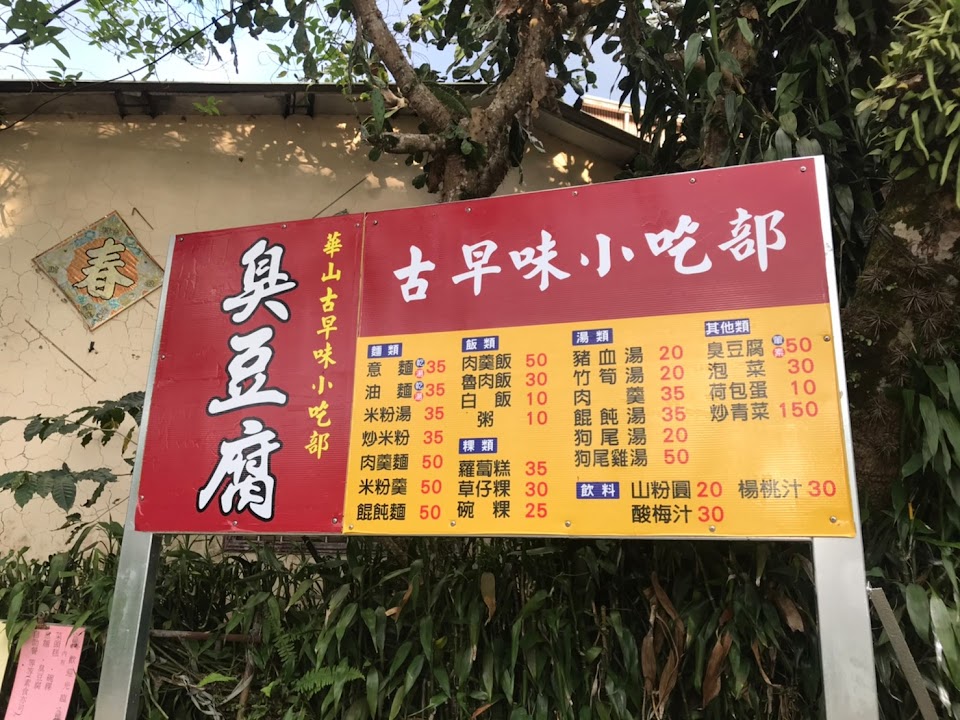 春
臭豆腐
華山古早味小吃部
古早味小吃部
麵類
意麵 乾湯 35
油麵 乾湯 35
米粉湯 35
炒米粉 35
肉羹麵 50
米粉羹 50
餛飩麵 50
飯類
肉羹飯 50
魯肉飯 30
白飯 10
粥 10
粿類
蘿蔔糕 35
草仔粿 30
碗粿 25
湯類
豬血湯 20
竹筍湯 20
肉羹 35
餛飩湯 35
狗尾湯 20
狗尾雞湯 50
其他類
臭豆腐 葷素 50
泡菜 30
荷包蛋 10
炒青菜 150
飲料 山粉圓 20 楊桃汁 30
酸梅汁 30